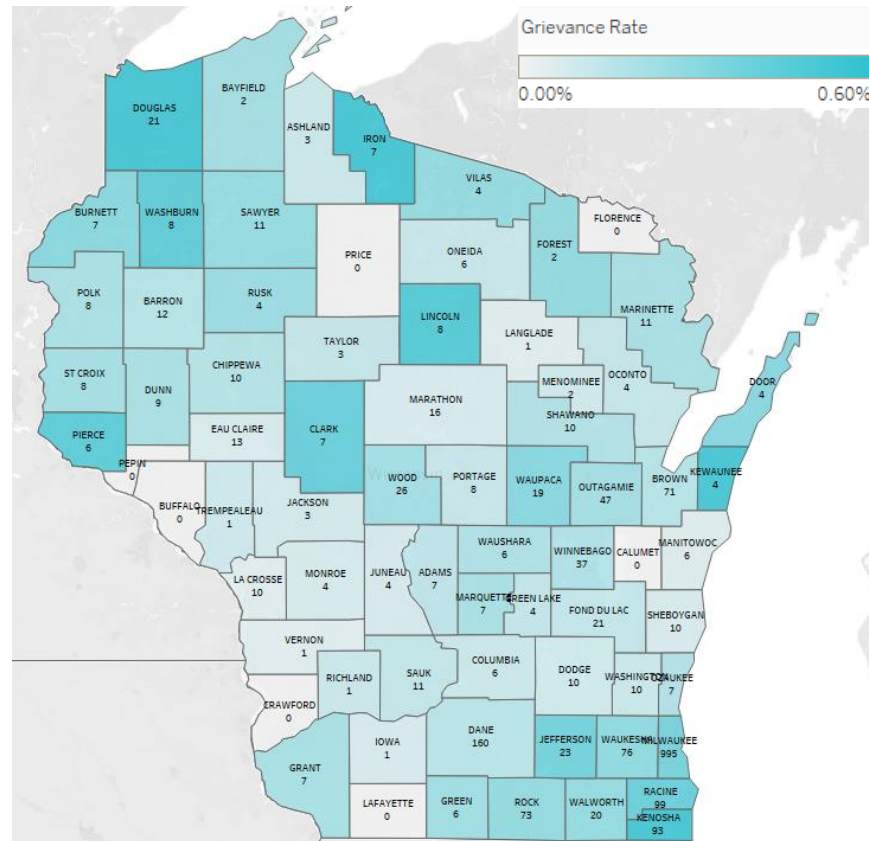 Grievance Rate
0.00%
0.60%
DOUGLAS
21
BAYFIELD
2
ASHLAND
3
IRON
7
VILAS
4
BURNETT
7
WASHBURN
8
SAWYER
11
PRICE
0
ONEIDA
6
FOREST
2
FLORENCE
0
POLK
8
BARRON
12
RUSK
4
LINCOLN
8
LANGLADE
1
MARINETTE
11
TAYLOR
3
CHIPPEWA
10
ST CROIX
8
DUNN
9
MENOMINEE
2
OCONTO
4
DOOR
4
MARATHON
16
SHAWANO
10
PIERCE
6
EAU CLAIRE
13
CLARK
7
PEPIN
0
WOOD
26
PORTAGE
8
WAUPACA
19
OUTAGAMIE
47
BROWN
71
KEWAUNEE
4
BUFFALO
0
TREMPEALEAU
1
JACKSON
3
WAUSHARA
6
WINNEBAGO
37
CALUMET
0
MANITOWOC
6
LA CROSSE
10
MONROE
4
JUNEAU
4
ADAMS
7
MARQUETTE
7
GREEN LAKE
4
FOND DU LAC
21
SHEBOYGAN
10
VERNON
1
RICHLAND
1
SAUK
11
COLUMBIA
6
DODGE
10
WASHINGTON
10
OZAUKEE
7
CRAWFORD
0
IOWA
1
DANE
160
JEFFERSON
23
WAUKESHA
76
MILWAUKEE
995
GRANT
7
LAFAYETTE
0
GREEN
6
ROCK
73
WALWORTH
20
RACINE
99
KENOSHA
93